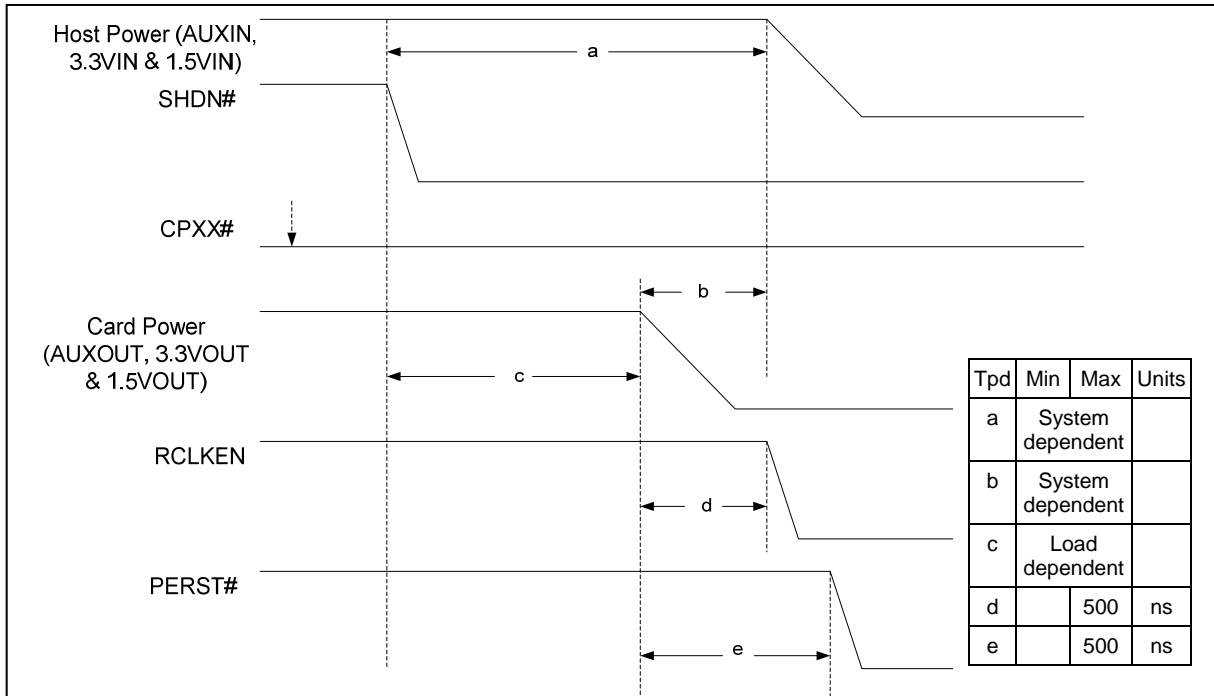 Host Power (AUXIN,
3.3VIN & 1.5VIN)
a
SHDN#
CPXX#
b
Card Power
(AUXOUT, 3.3VOUT
& 1.5VOUT)
c
RCLKEN
d
PERST#
e
Tpd Min Max Units
a System
dependent
b System
dependent
c Load
dependent
d 500 ns
e 500 ns